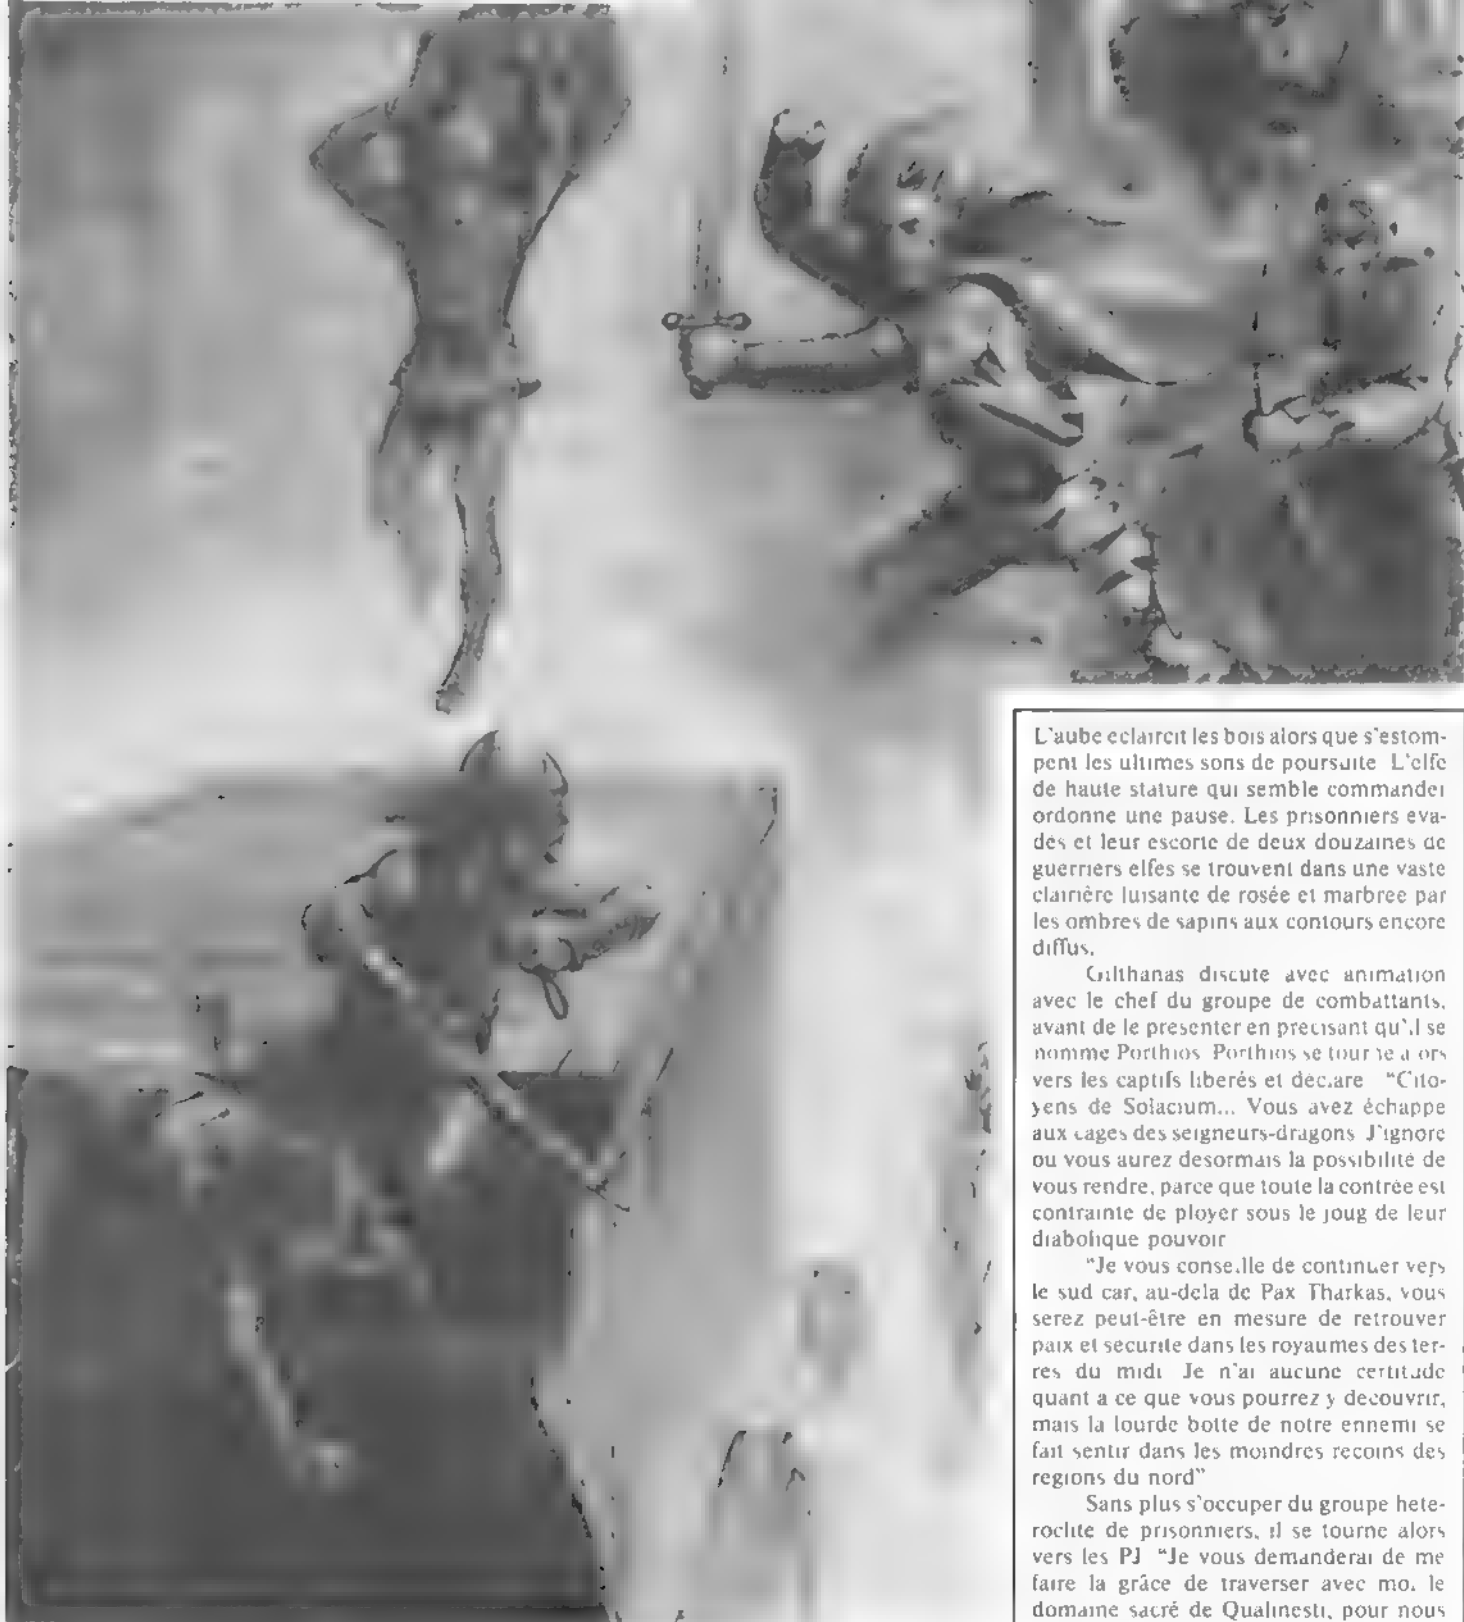 L'aube eclaircit les bois alors que s'estom-
pent les ultimes sons de poursuite L'elfe
de haute stature qui semble commander
ordonne une pause. Les prisonniers eva-
dés et leur escorte de deux douzaines de
guerriers elfes se trouvent dans une vaste
clairière luisante de rosée et marbree par
les ombres de sapins aux contours encore
diffus.
Gilthanas discute avec animation
avec le chef du groupe de combattants,
avant de le presenter en precisant qu'il se
nomme Porthios Porthios se tourne alors
vers les captifs liberés et declare "Cito-
yens de Solacium... Vous avez échappe
aux cages des seigneurs-dragons J'ignore
ou vous aurez desormais la possibilité de
vous rendre, parce que toute la contrée est
contrainte de ployer sous le joug de leur
diabolique pouvoir
"Je vous conseille de continuer vers
le sud car, au-dela de Pax Tharkas, vous
serez peut-être en mesure de retrouver
paix et securite dans les royaumes des ter-
res du midi Je n'ai aucune certitude
quant a ce que vous pourrez y decouvrir,
mais la lourde botte de notre ennemi se
fait sentir dans les moindres recoins des
regions du nord"
Sans plus s'occuper du groupe hete-
roclite de prisonniers, il se tourne alors
vers les PJ "Je vous demanderai de me
faire la grâce de traverser avec moi le
domaine sacré de Qualinesti, pour nous